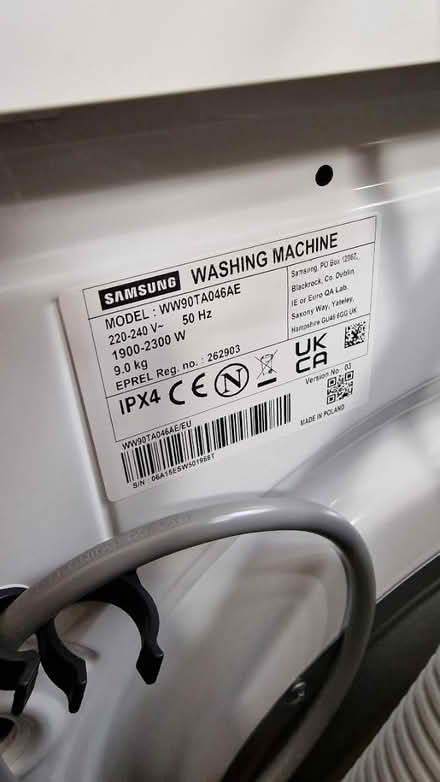 SAMSUNG WASHING MACHINE
MODEL : WW90TA046AE
220-240 V~ 50 Hz
1900-2300 W
9.0 kg
EPREL Reg. no. : 262903
Samsung, PO Box
Blackrock, Co. Dublin,
IE or Euro QA Lab.
Saxony Way, Yateley,
Hampshire GU46 6GG UK
IPX4 CE N UK
CA
Version No. 03
MADE IN POLAND
WW90TA046AE/EU
S/N : 06A15ESW501988T